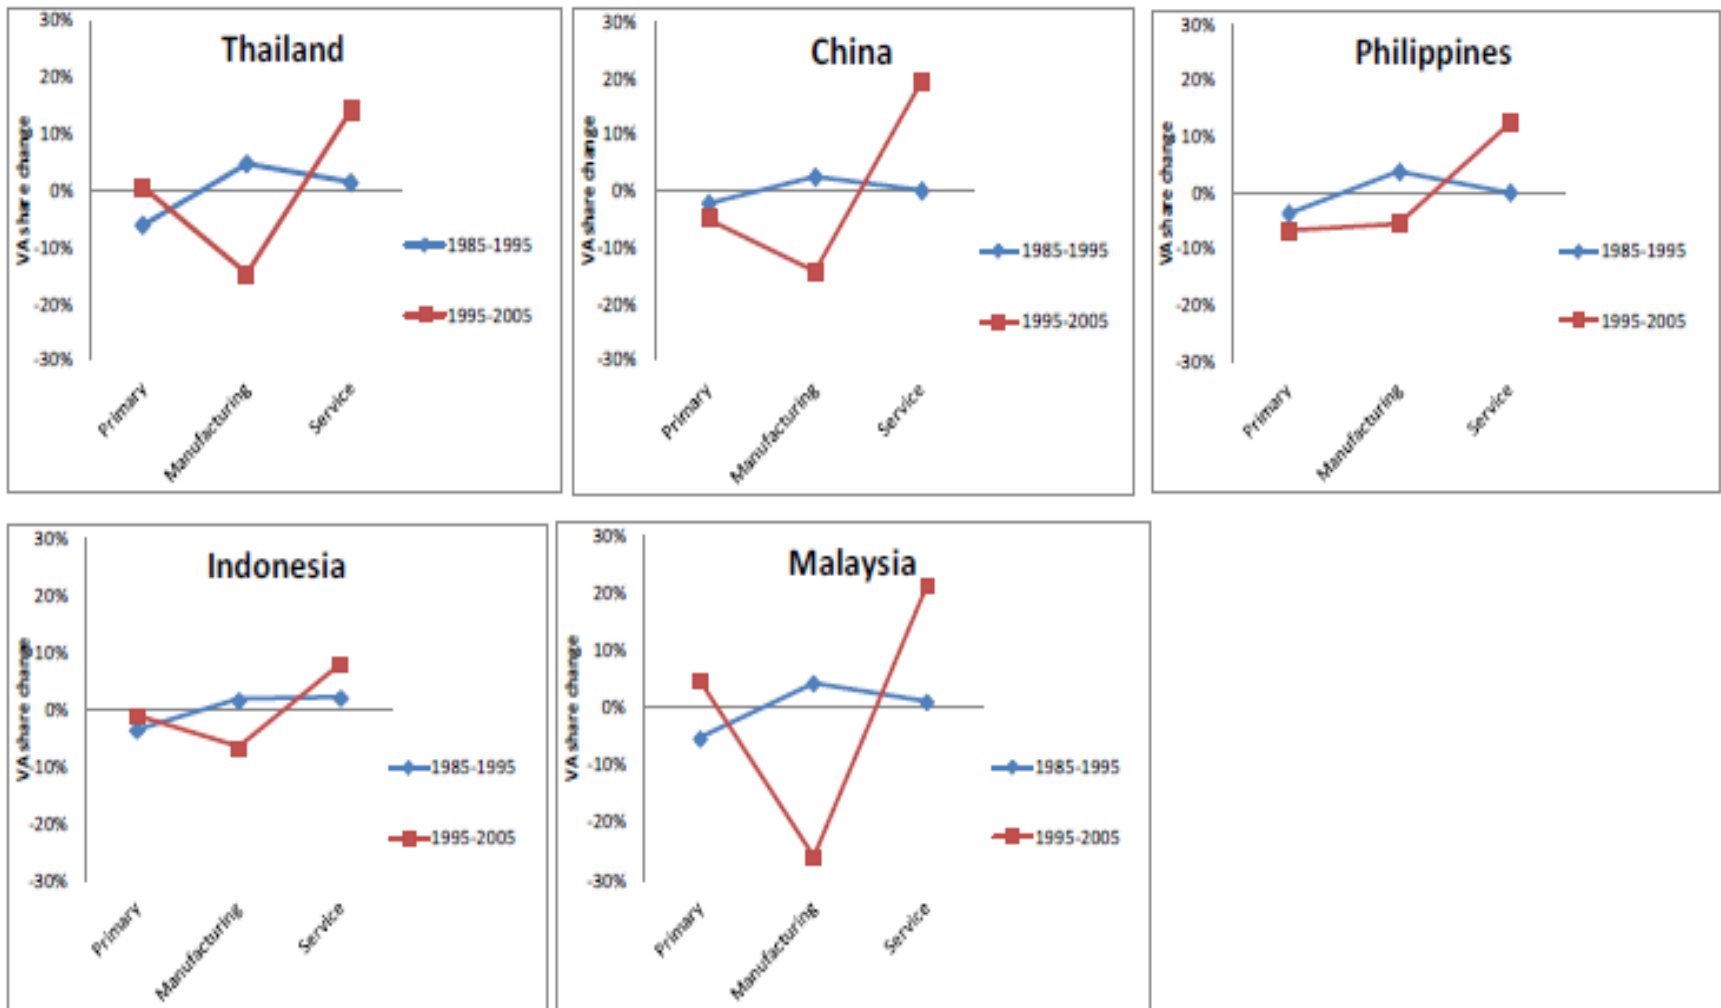 Thailand
30%
20%
10%
0%
-10%
-20%
-30%
VA share change
Primary
Manufacturing
Service
1985-1995
1995-2005
China
30%
20%
10%
0%
-10%
-20%
-30%
VA share change
Primary
Manufacturing
Service
1985-1995
1995-2005
Philippines
30%
20%
10%
0%
-10%
-20%
-30%
VA share change
Primary
Manufacturing
Service
1985-1995
1995-2005
Indonesia
30%
20%
10%
0%
-10%
-20%
-30%
VA share change
Primary
Manufacturing
Service
1985-1995
1995-2005
Malaysia
30%
20%
10%
0%
-10%
-20%
-30%
VA share change
Primary
Manufacturing
Service
1985-1995
1995-2005